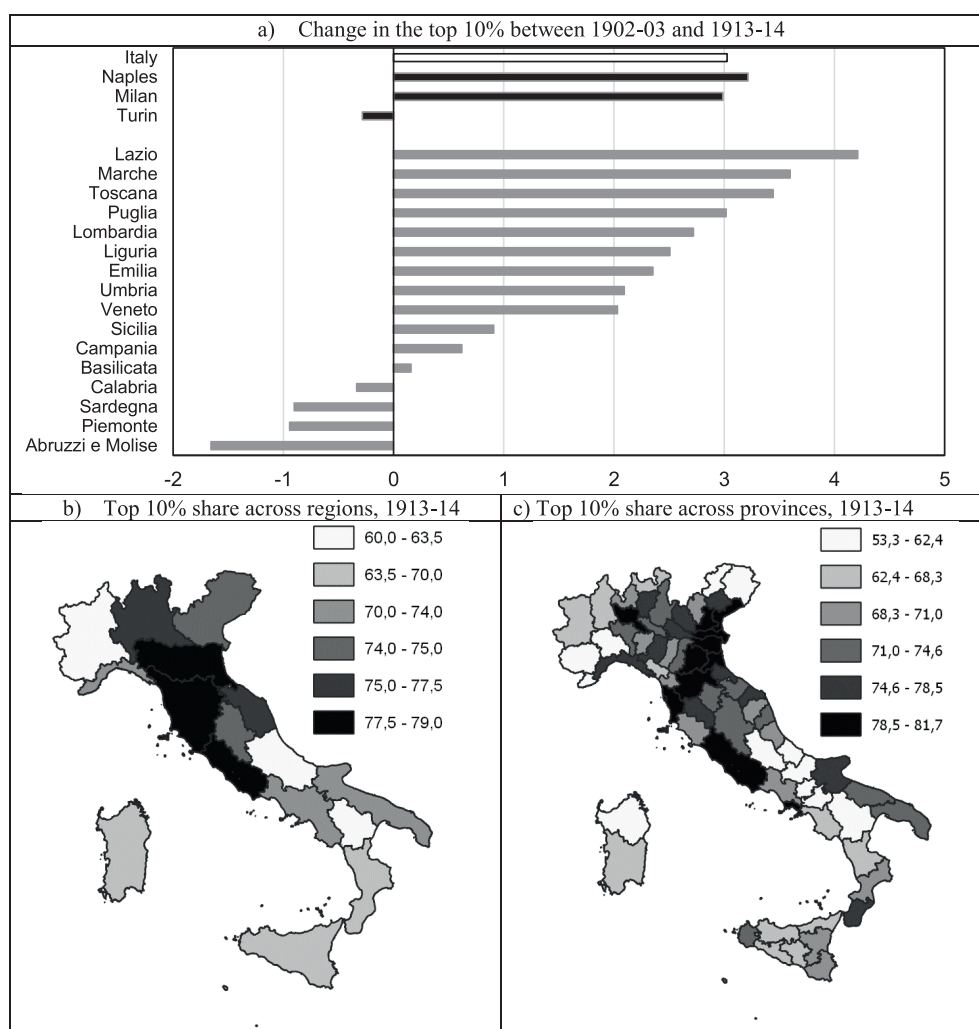 a) Change in the top 10% between 1902-03 and 1913-14
Italy
Naples
Milan
Turin
Lazio
Marche
Toscana
Puglia
Lombardia
Liguria
Emilia
Umbria
Veneto
Sicilia
Campania
Basilicata
Calabria
Sardegna
Piemonte
Abruzzi e Molise
-2 -1 0 1 2 3 4 5
b) Top 10% share across regions, 1913-14
60,0 - 63,5
63,5 - 70,0
70,0 - 74,0
74,0 - 75,0
75,0 - 77,5
77,5 - 79,0
c) Top 10% share across provinces, 1913-14
53,3 - 62,4
62,4 - 68,3
68,3 - 71,0
71,0 - 74,6
74,6 - 78,5
78,5 - 81,7